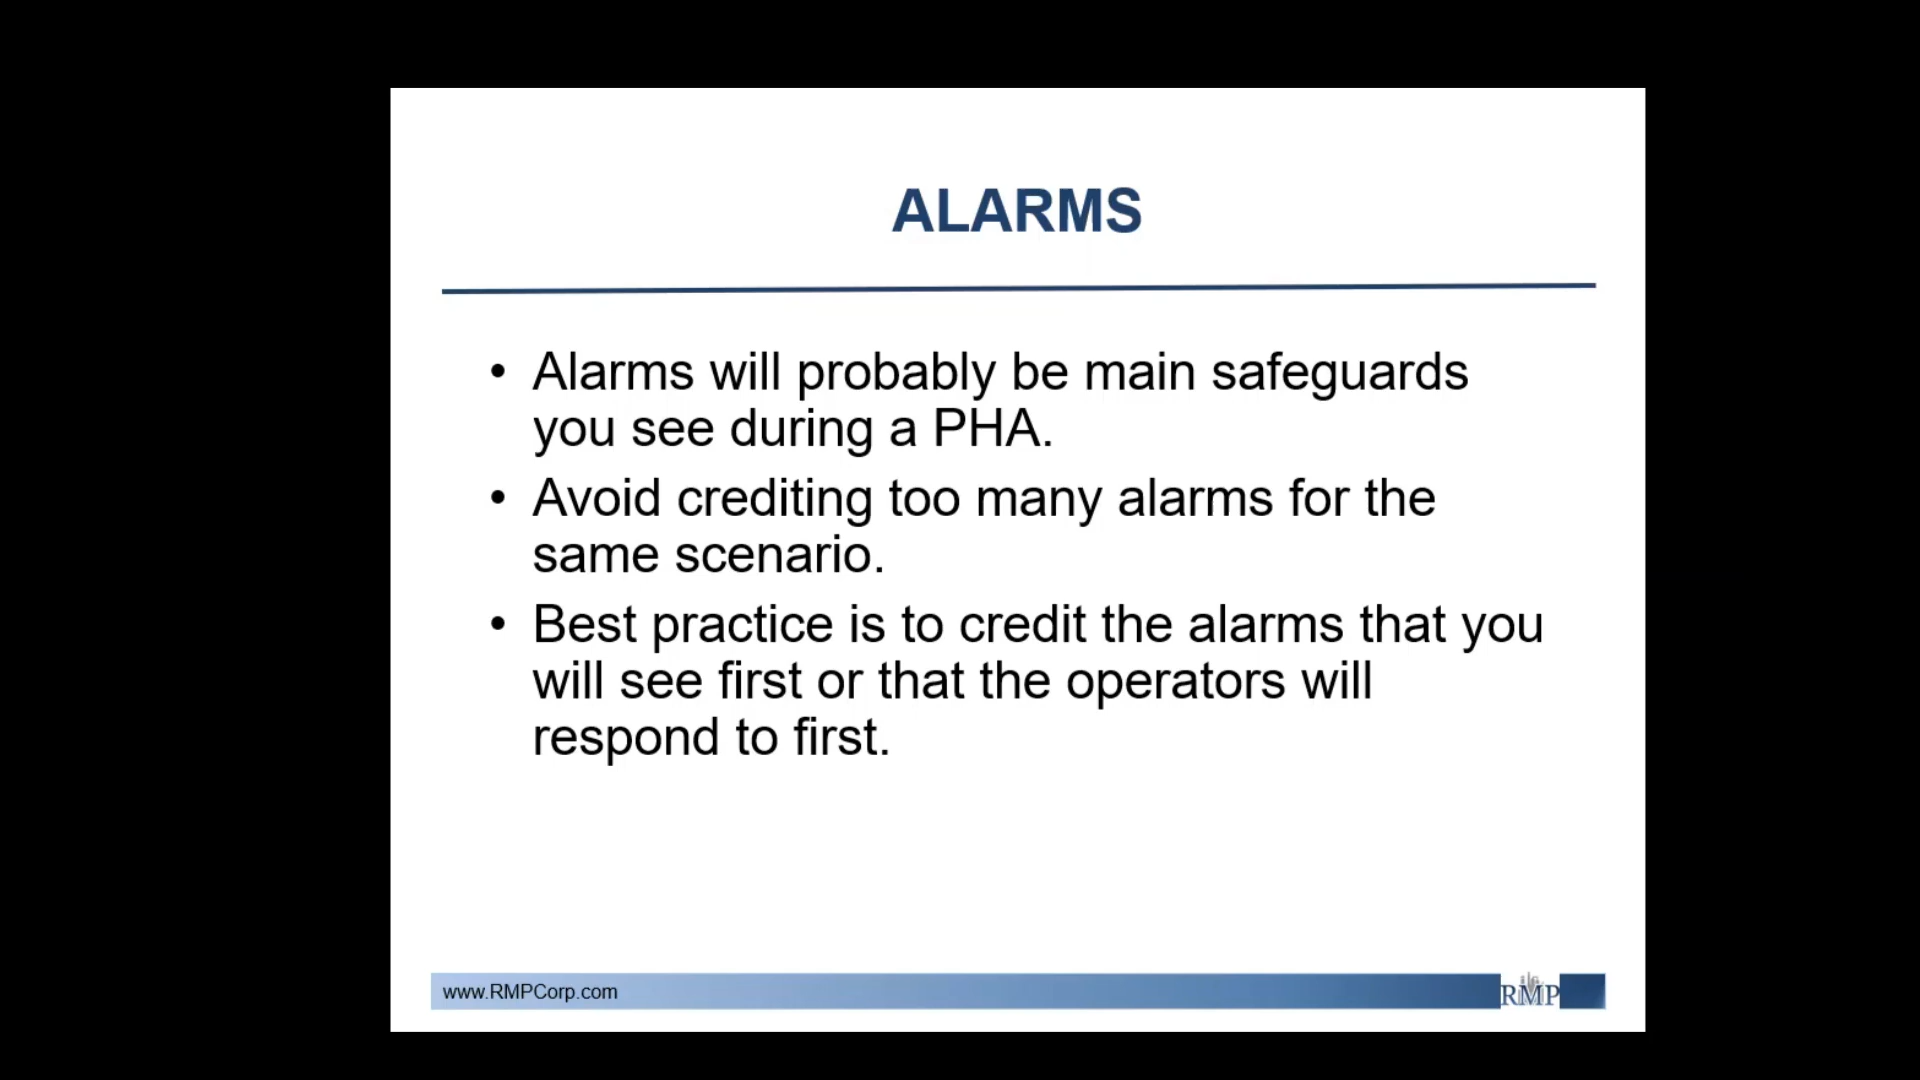 ALARMS
• Alarms will probably be main safeguards
you see during a PHA.
• Avoid crediting too many alarms for the
same scenario.
• Best practice is to credit the alarms that you
will see first or that the operators will
respond to first.
www.RMPCorp.com
RMP